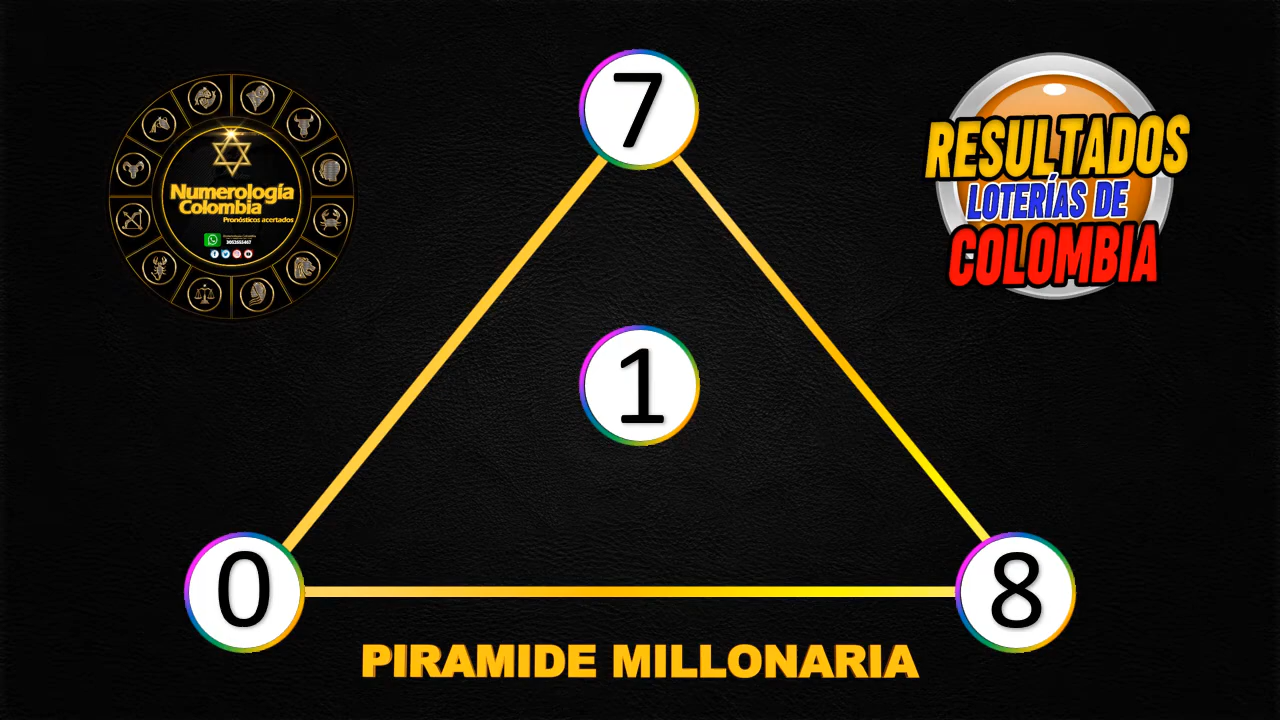 7
Numerología
Colombia
Pronósticos acertados
RESULTADOS
LOTERÍAS DE
COLOMBIA
1
0
8
PIRAMIDE MILLONARIA